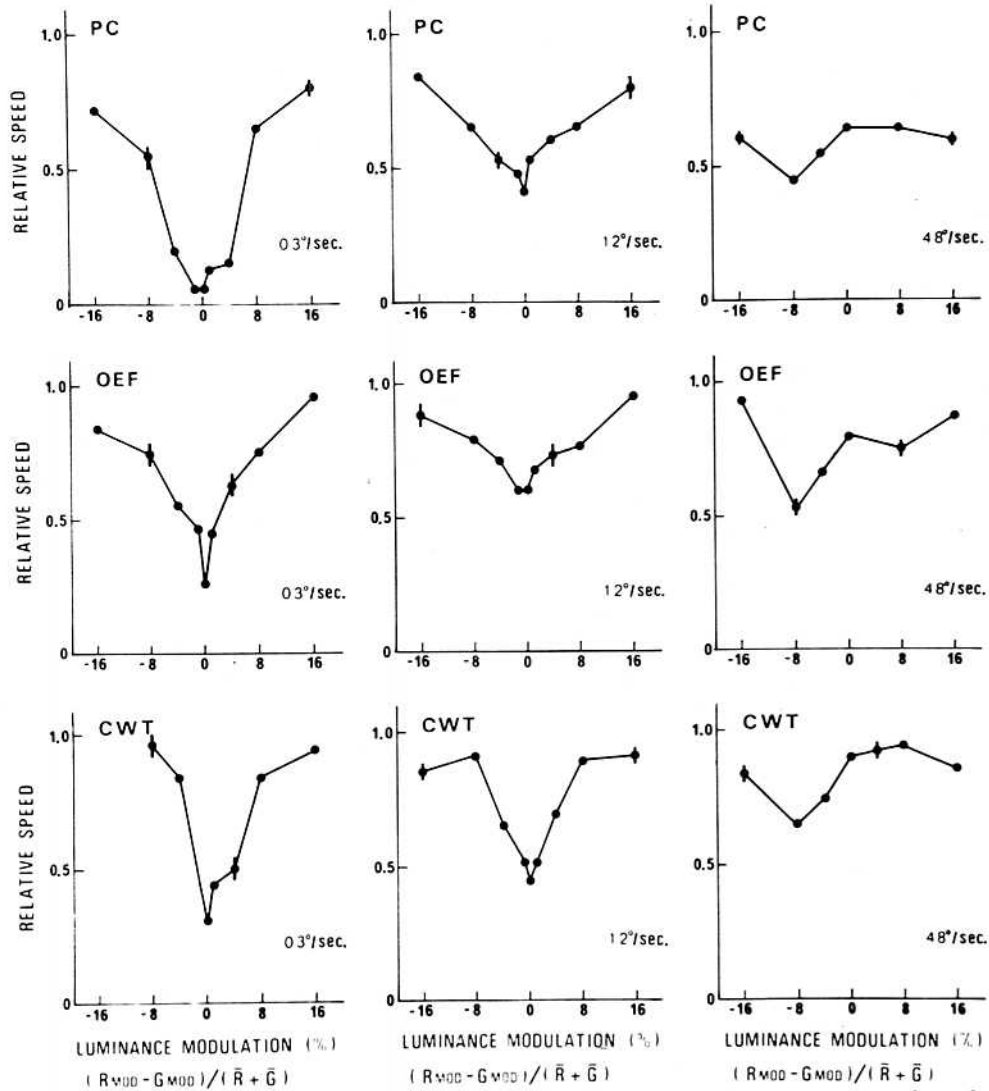 PC
PC
PC
1.0
1.0
1.0
RELATIVE SPEED
0.5
0.5
0.5
0.3°/sec.
1.2°/sec.
4.8°/sec.
0
0
0
-16 -8 0 8 16
-16 -8 0 8 16
-16 -8 0 8 16
OEF
OEF
OEF
1.0
1.0
1.0
RELATIVE SPEED
0.5
0.5
0.5
0.3°/sec.
1.2°/sec.
4.8°/sec.
0
0
0
-16 -8 0 8 16
-16 -8 0 8 16
-16 -8 0 8 16
CWT
CWT
CWT
1.0
1.0
1.0
RELATIVE SPEED
0.5
0.5
0.5
0.3°/sec.
1.2°/sec.
4.8°/sec.
0
0
0
-16 -8 0 8 16
-16 -8 0 8 16
-16 -8 0 8 16
LUMINANCE MODULATION (%)
LUMINANCE MODULATION (%)
LUMINANCE MODULATION (%)
(RMOD - GMOD)/(R̄ + Ḡ)
(RMOD - GMOD)/(R̄ + Ḡ)
(RMOD - GMOD)/(R̄ + Ḡ)